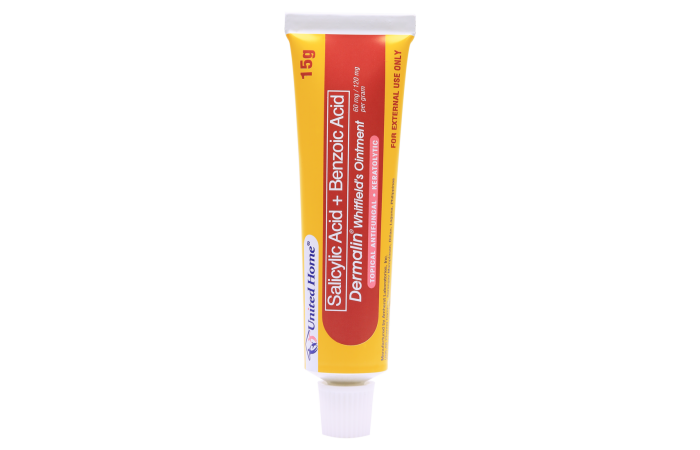 15g
Salicylic Acid + Benzoic Acid
Dermalin® Whitfield's Ointment
60 mg / 120 mg
per gram
TOPICAL ANTIFUNGAL • KERATOLYTIC
FOR EXTERNAL USE ONLY
United Home®